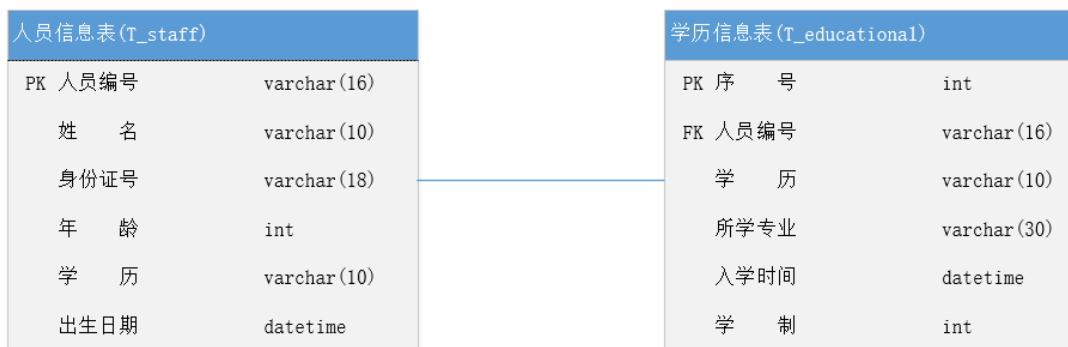 人员信息表(T_staff)
PK 人员编号 varchar(16)
姓 名 varchar(10)
身份证号 varchar(18)
年 龄 int
学 历 varchar(10)
出生日期 datetime
学历信息表(T_educational)
PK 序 号 int
FK 人员编号 varchar(16)
学 历 varchar(10)
所学专业 varchar(30)
入学时间 datetime
学 制 int